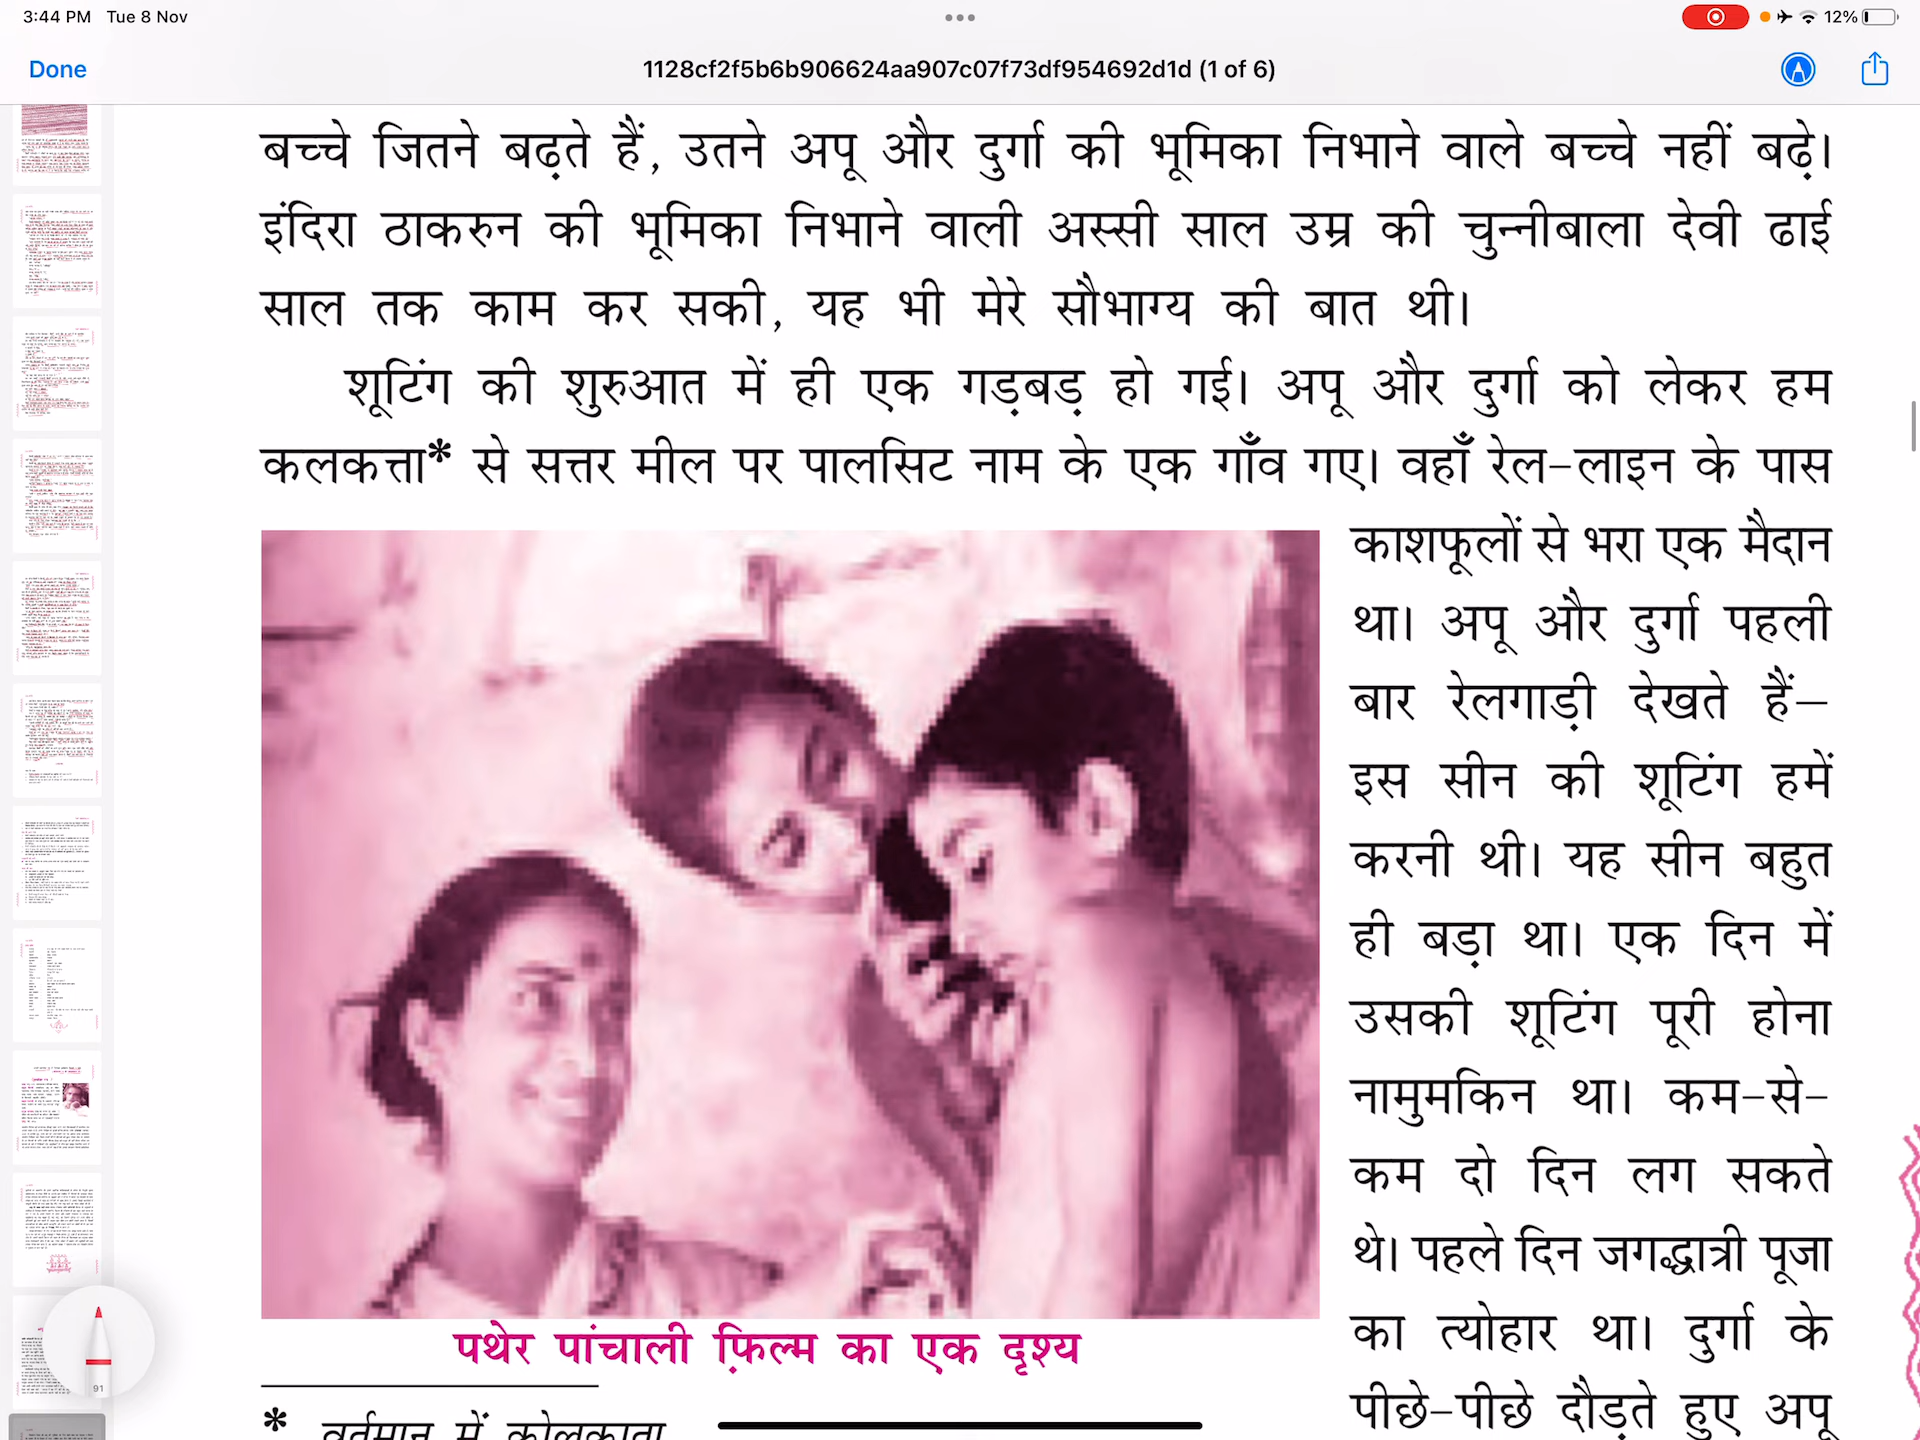 3:44 PM Tue 8 Nov
12%
Done
1128cf2f5b6b906624aa907c07f73df954692d1d (1 of 6)
बच्चे जितने बढ़ते हैं, उतने अपू और दुर्गा की भूमिका निभाने वाले बच्चे नहीं बढ़े।
इंदिरा ठाकरुन की भूमिका निभाने वाली अस्सी साल उम्र की चुन्नीबाला देवी ढाई
साल तक काम कर सकी, यह भी मेरे सौभाग्य की बात थी।
शूटिंग की शुरुआत में ही एक गड़बड़ हो गई। अपू और दुर्गा को लेकर हम
कलकत्ता* से सत्तर मील पर पालसिट नाम के एक गाँव गए। वहाँ रेल-लाइन के पास
काशफूलों से भरा एक मैदान
था। अपू और दुर्गा पहली
बार रेलगाड़ी देखते हैं–
इस सीन की शूटिंग हमें
करनी थी। यह सीन बहुत
ही बड़ा था। एक दिन में
उसकी शूटिंग पूरी होना
नामुमकिन था। कम-से-
कम दो दिन लग सकते
थे। पहले दिन जगद्धात्री पूजा
का त्योहार था। दुर्गा के
पीछे-पीछे दौड़ते हुए अपू
पथेर पांचाली फ़िल्म का एक दृश्य
* वर्तमान में कोलकाता
91